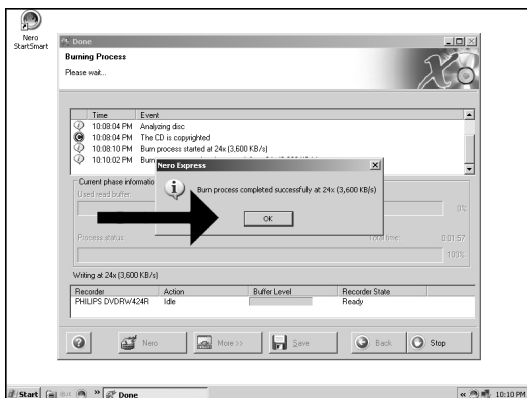 Nero
StartSmart
Done
Burning Process
Please wait...
Time Event
10:08:04 PM Analyzing disc
10:08:04 PM The CD is copyrighted
10:08:10 PM Burn process started at 24x (3,600 KB/s)
10:10:02 PM Burn
Nero Express
Burn process completed successfully at 24x (3,600 KB/s)
OK
Current phase informatio
Used read buffer:
0%
Process status:
Total time: 0:01:57
100%
Writing at 24x (3,600 KB/s)
Recorder Action Buffer Level Recorder State
PHILIPS DVDRW424R Idle Ready
Nero More >> Save Back Stop
Start Done 10:10 PM